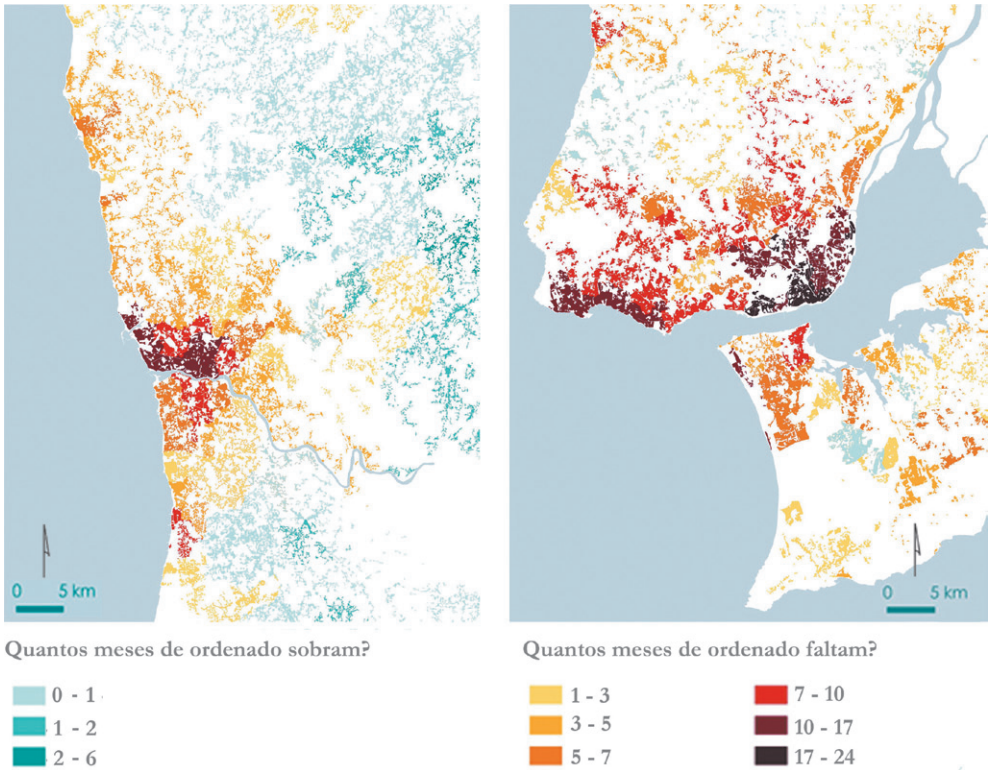 0 5 km
0 5 km
Quantos meses de ordenado sobram?
0 - 1
1 - 2
2 - 6
Quantos meses de ordenado faltam?
1 - 3
3 - 5
5 - 7
7 - 10
10 - 17
17 - 24